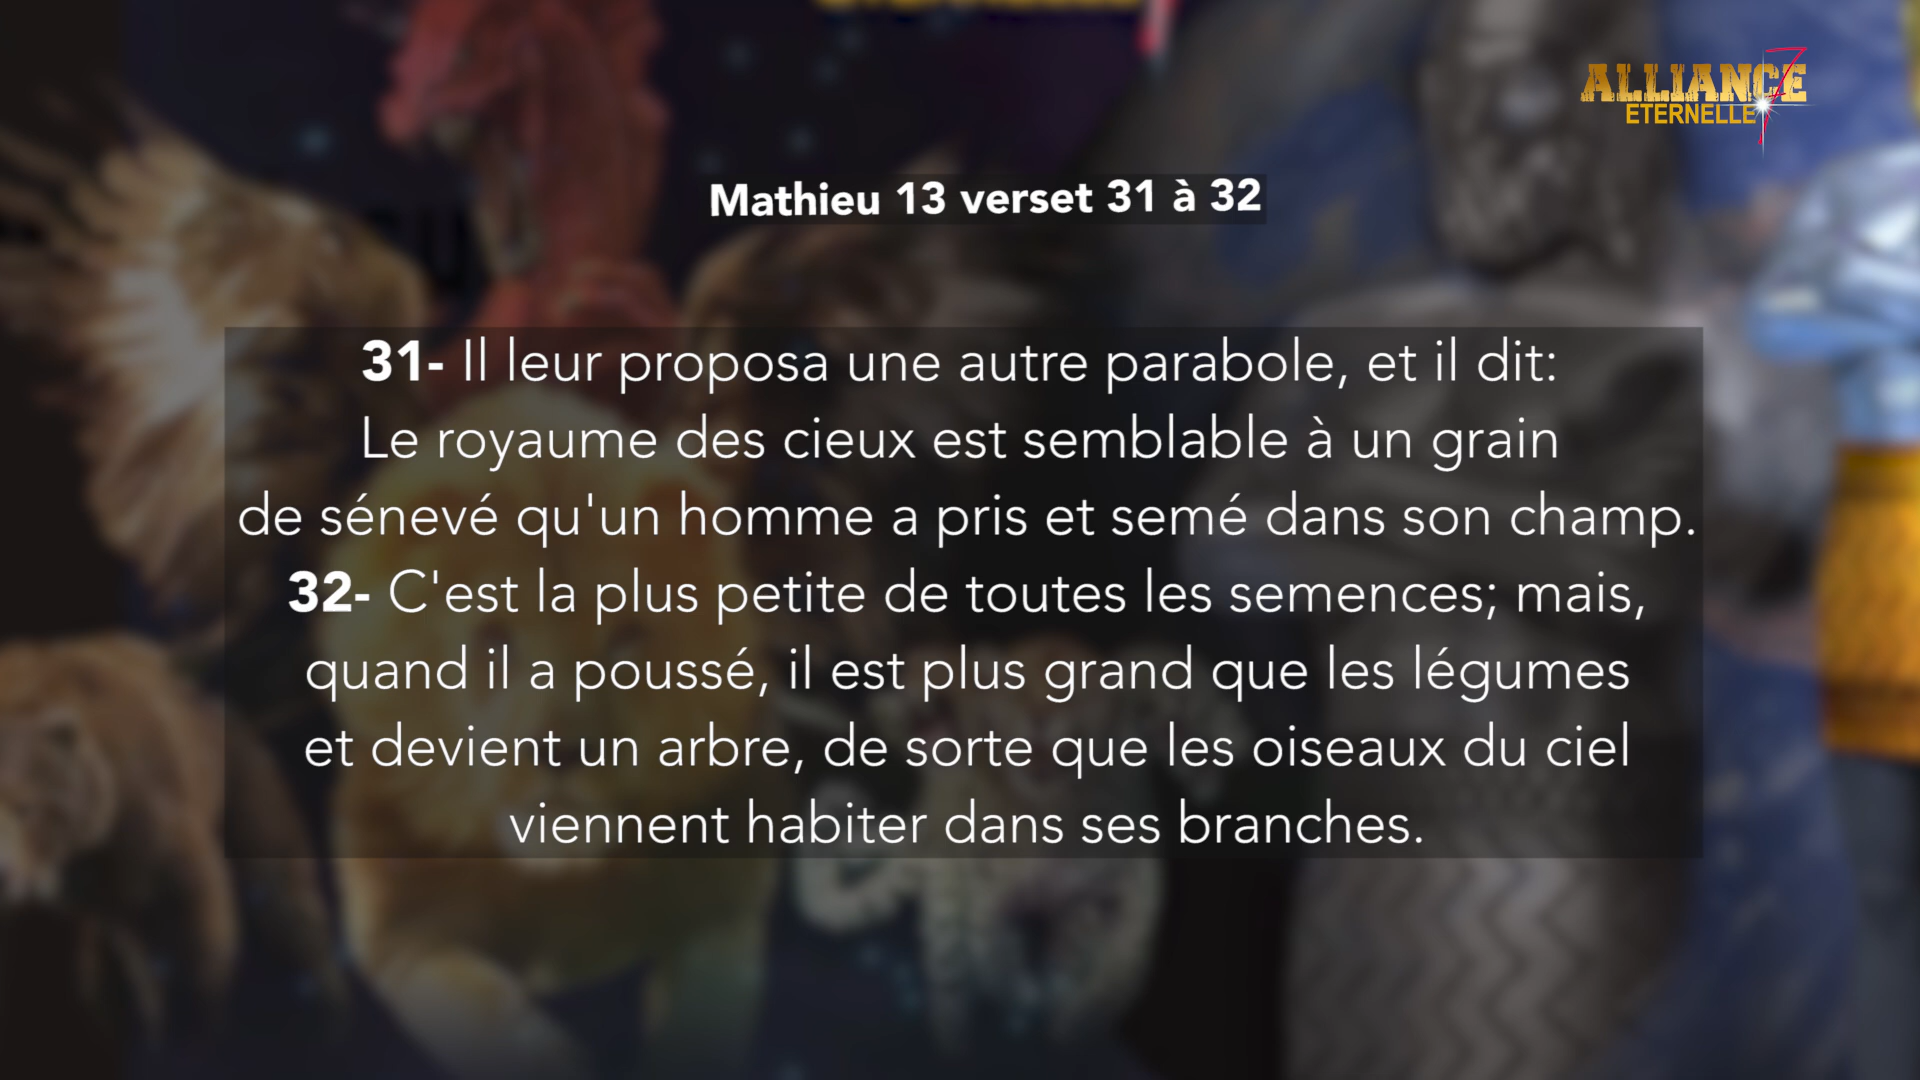 ALLIANCE
ETERNELLE 7
Mathieu 13 verset 31 à 32
31- Il leur proposa une autre parabole, et il dit:
Le royaume des cieux est semblable à un grain
de sénevé qu'un homme a pris et semé dans son champ.
32- C'est la plus petite de toutes les semences; mais,
quand il a poussé, il est plus grand que les légumes
et devient un arbre, de sorte que les oiseaux du ciel
viennent habiter dans ses branches.